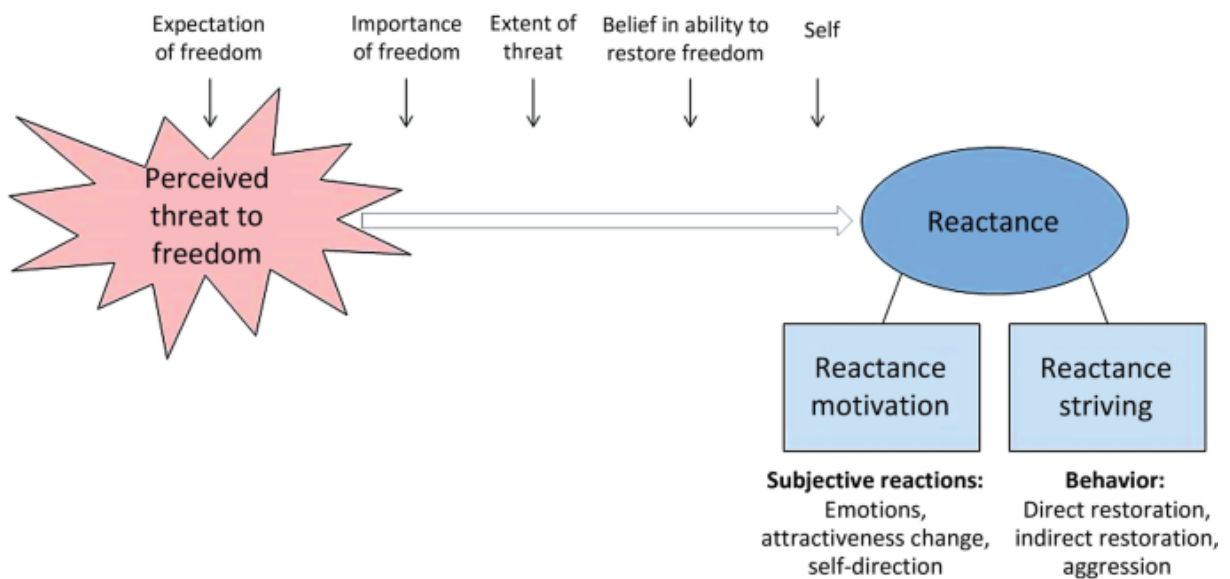 Expectation
of freedom
Importance
of freedom
Extent of
threat
Belief in ability to
restore freedom
Self
Perceived
threat to
freedom
Reactance
Reactance
motivation
Reactance
striving
Subjective reactions:
Emotions,
attractiveness change,
self-direction
Behavior:
Direct restoration,
indirect restoration,
aggression